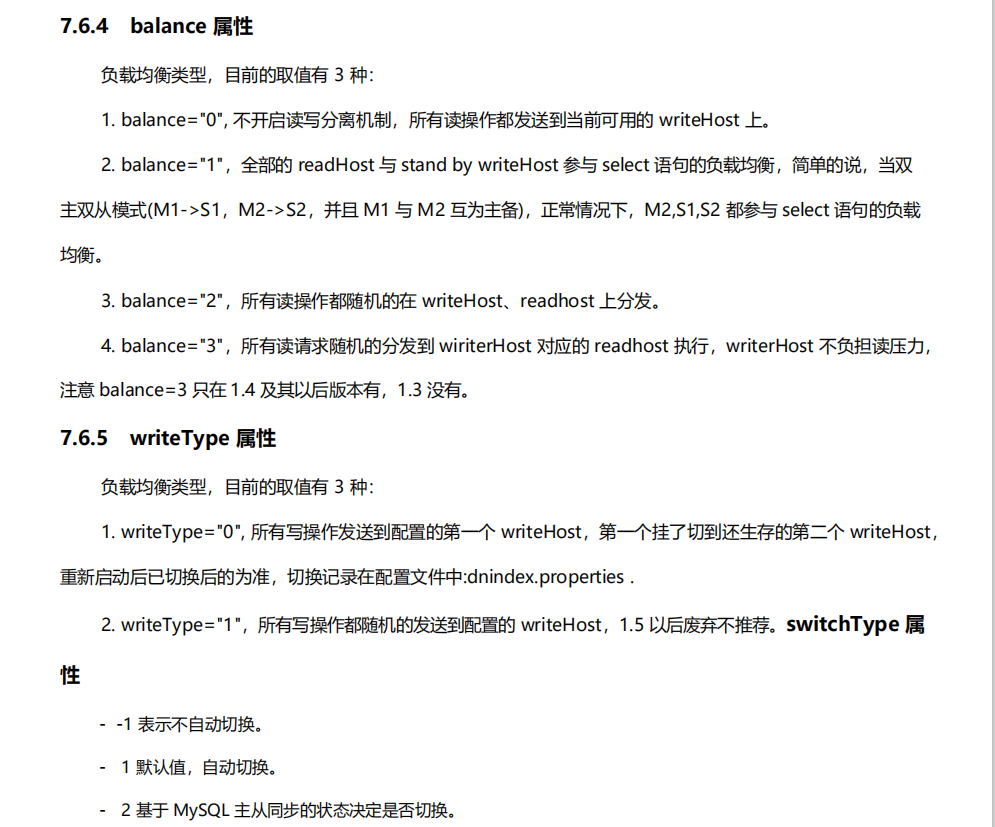 7.6.4 balance 属性
负载均衡类型，目前的取值有 3 种：
1. balance="0", 不开启读写分离机制，所有读操作都发送到当前可用的 writeHost 上。
2. balance="1"，全部的 readHost 与 stand by writeHost 参与 select 语句的负载均衡，简单的说，当双
主双从模式(M1->S1，M2->S2，并且 M1 与 M2 互为主备)，正常情况下，M2,S1,S2 都参与 select 语句的负载
均衡。
3. balance="2"，所有读操作都随机的在 writeHost、readhost 上分发。
4. balance="3"，所有读请求随机的分发到 wiriterHost 对应的 readhost 执行，writerHost 不负担读压力，
注意 balance=3 只在 1.4 及其以后版本有，1.3 没有。
7.6.5 writeType 属性
负载均衡类型，目前的取值有 3 种：
1. writeType="0", 所有写操作发送到配置的第一个 writeHost，第一个挂了切到还生存的第二个 writeHost，
重新启动后已切换后的为准，切换记录在配置文件中:dnindex.properties .
2. writeType="1"，所有写操作都随机的发送到配置的 writeHost，1.5 以后废弃不推荐。switchType 属
性
- -1 表示不自动切换。
- 1 默认值，自动切换。
- 2 基于 MySQL 主从同步的状态决定是否切换。